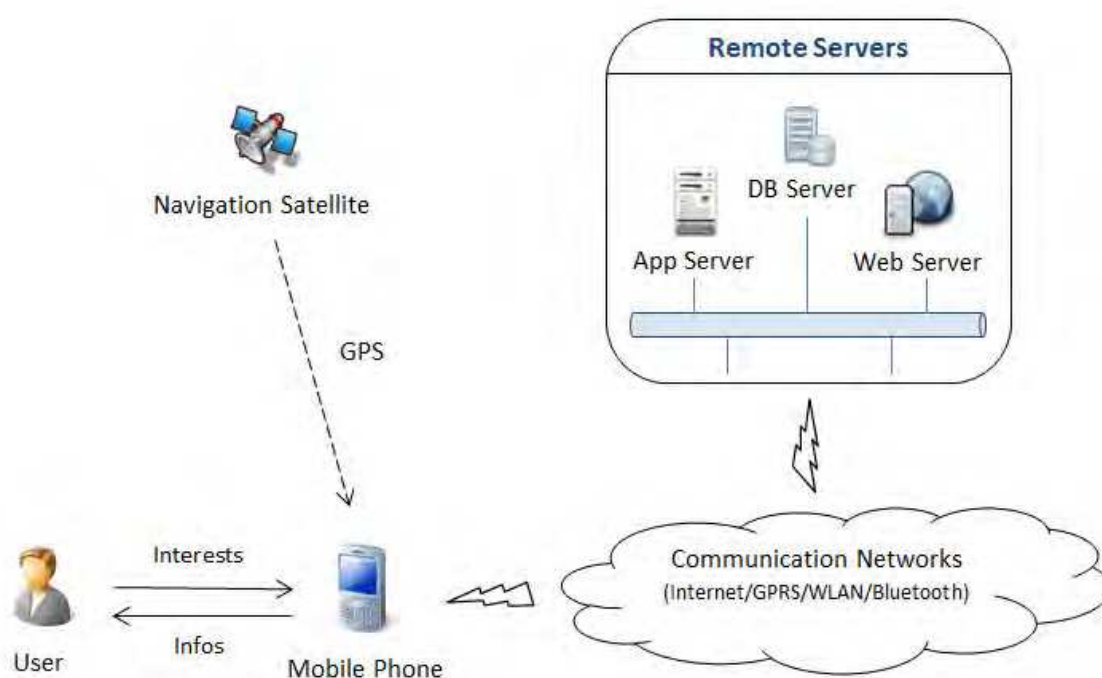 Remote Servers
DB Server
App Server
Web Server
Navigation Satellite
GPS
Interests
Infos
User
Mobile Phone
Communication Networks
(Internet/GPRS/WLAN/Bluetooth)